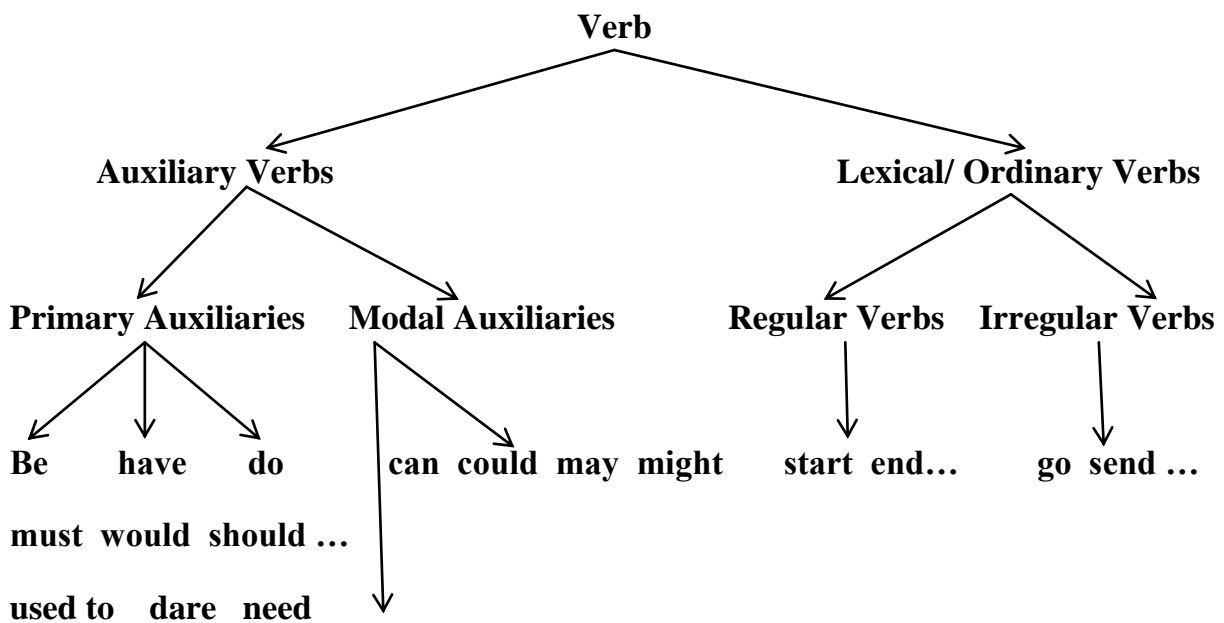 Verb
Auxiliary Verbs Lexical/ Ordinary Verbs
Primary Auxiliaries Modal Auxiliaries Regular Verbs Irregular Verbs
Be have do can could may might start end… go send …
must would should …
used to dare need